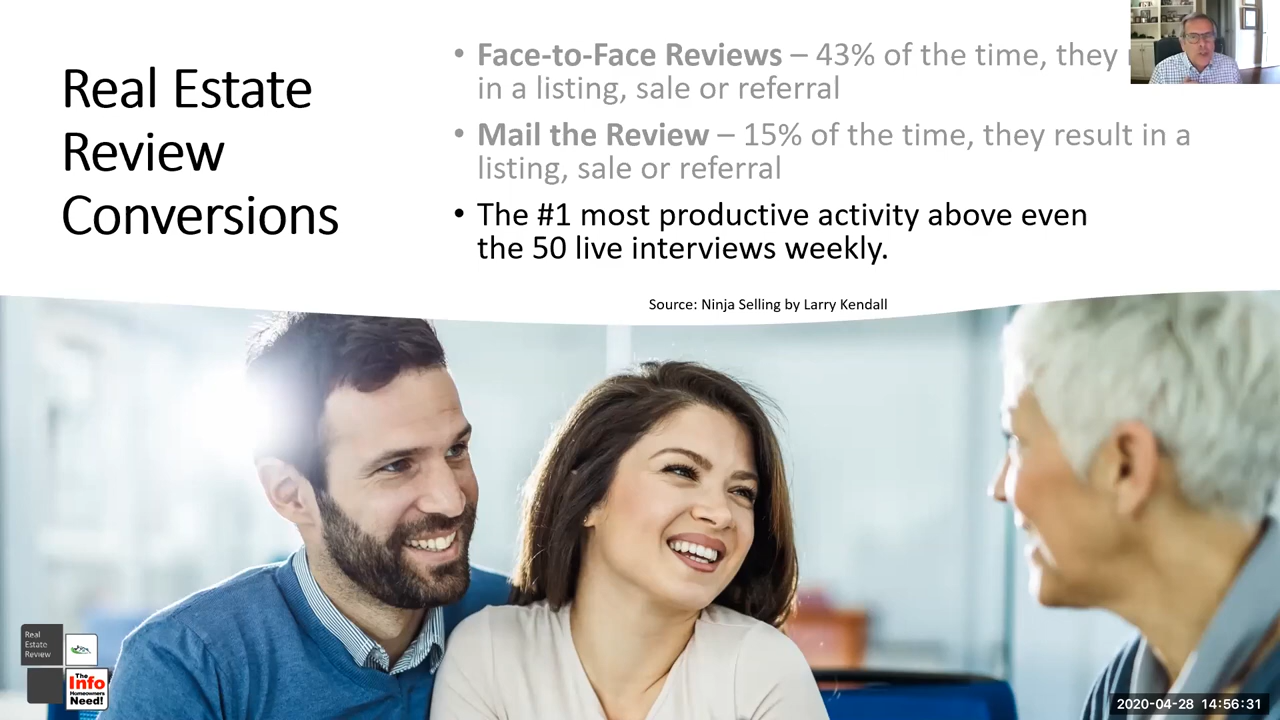 Real Estate
Review
Conversions
• Face-to-Face Reviews – 43% of the time, they
in a listing, sale or referral
• Mail the Review – 15% of the time, they result in a
listing, sale or referral
• The #1 most productive activity above even
the 50 live interviews weekly.
Source: Ninja Selling by Larry Kendall
Real
Estate
Review
The
Info
Homeowners
Need!
2020-04-28 14:56:31